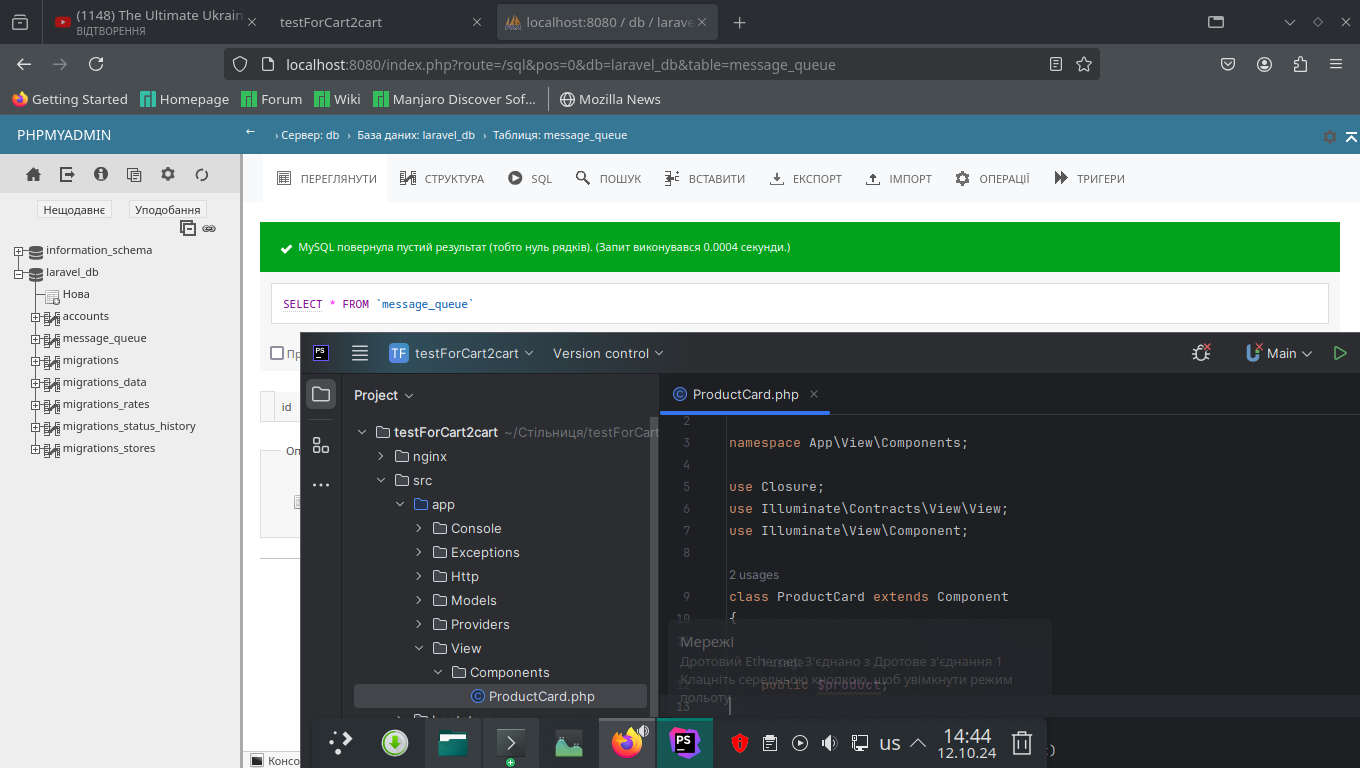 (1148) The Ultimate Ukrain
ВІДТВОРЕННЯ
testForCart2cart
localhost:8080 / db / larave
localhost:8080/index.php?route=/sql&pos=0&db=laravel_db&table=message_queue
Getting Started
Homepage
Forum
Wiki
Manjaro Discover Sof...
Mozilla News
PHPMYADMIN
Нещодавнє
Уподобання
information_schema
laravel_db
Нова
accounts
message_queue
migrations
migrations_data
migrations_rates
migrations_status_history
migrations_stores
› Сервер: db › База даних: laravel_db › Таблиця: message_queue
ПЕРЕГЛЯНУТИ
СТРУКТУРА
SQL
ПОШУК
ВСТАВИТИ
ЕКСПОРТ
ІМПОРТ
ОПЕРАЦІЇ
ТРИГЕРИ
MySQL повернула пустий результат (тобто нуль рядків). (Запит виконувався 0.0004 секунди.)
SELECT * FROM `message_queue`
id
Консо
PS
TF testForCart2cart
Version control
Main
Project
testForCart2cart ~/Стільниця/testForCart
nginx
src
app
Console
Exceptions
Http
Models
Providers
View
Components
ProductCard.php
ProductCard.php
2
3 namespace App\View\Components;
4
5 use Closure;
6 use Illuminate\Contracts\View\View;
7 use Illuminate\View\Component;
8
2 usages
9 class ProductCard extends Component
10 {
public $product;
13
Мережі
Дротовий Ethernet: З'єднано з Дротове з'єднання 1
Клацніть середньою кнопкою, щоб увімкнути режим
польоту
PS
us
14:44
12.10.24